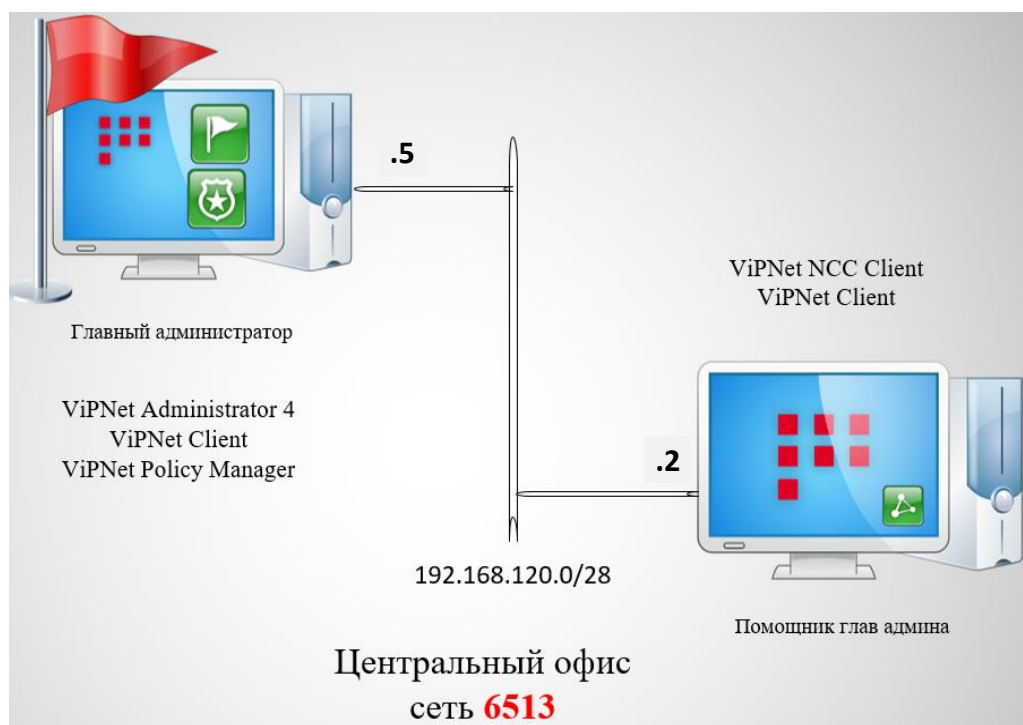 .5
Главный администратор
ViPNet Administrator 4
ViPNet Client
ViPNet Policy Manager
ViPNet NCC Client
ViPNet Client
.2
192.168.120.0/28
Помощник глав админа
Центральный офис
сеть 6513